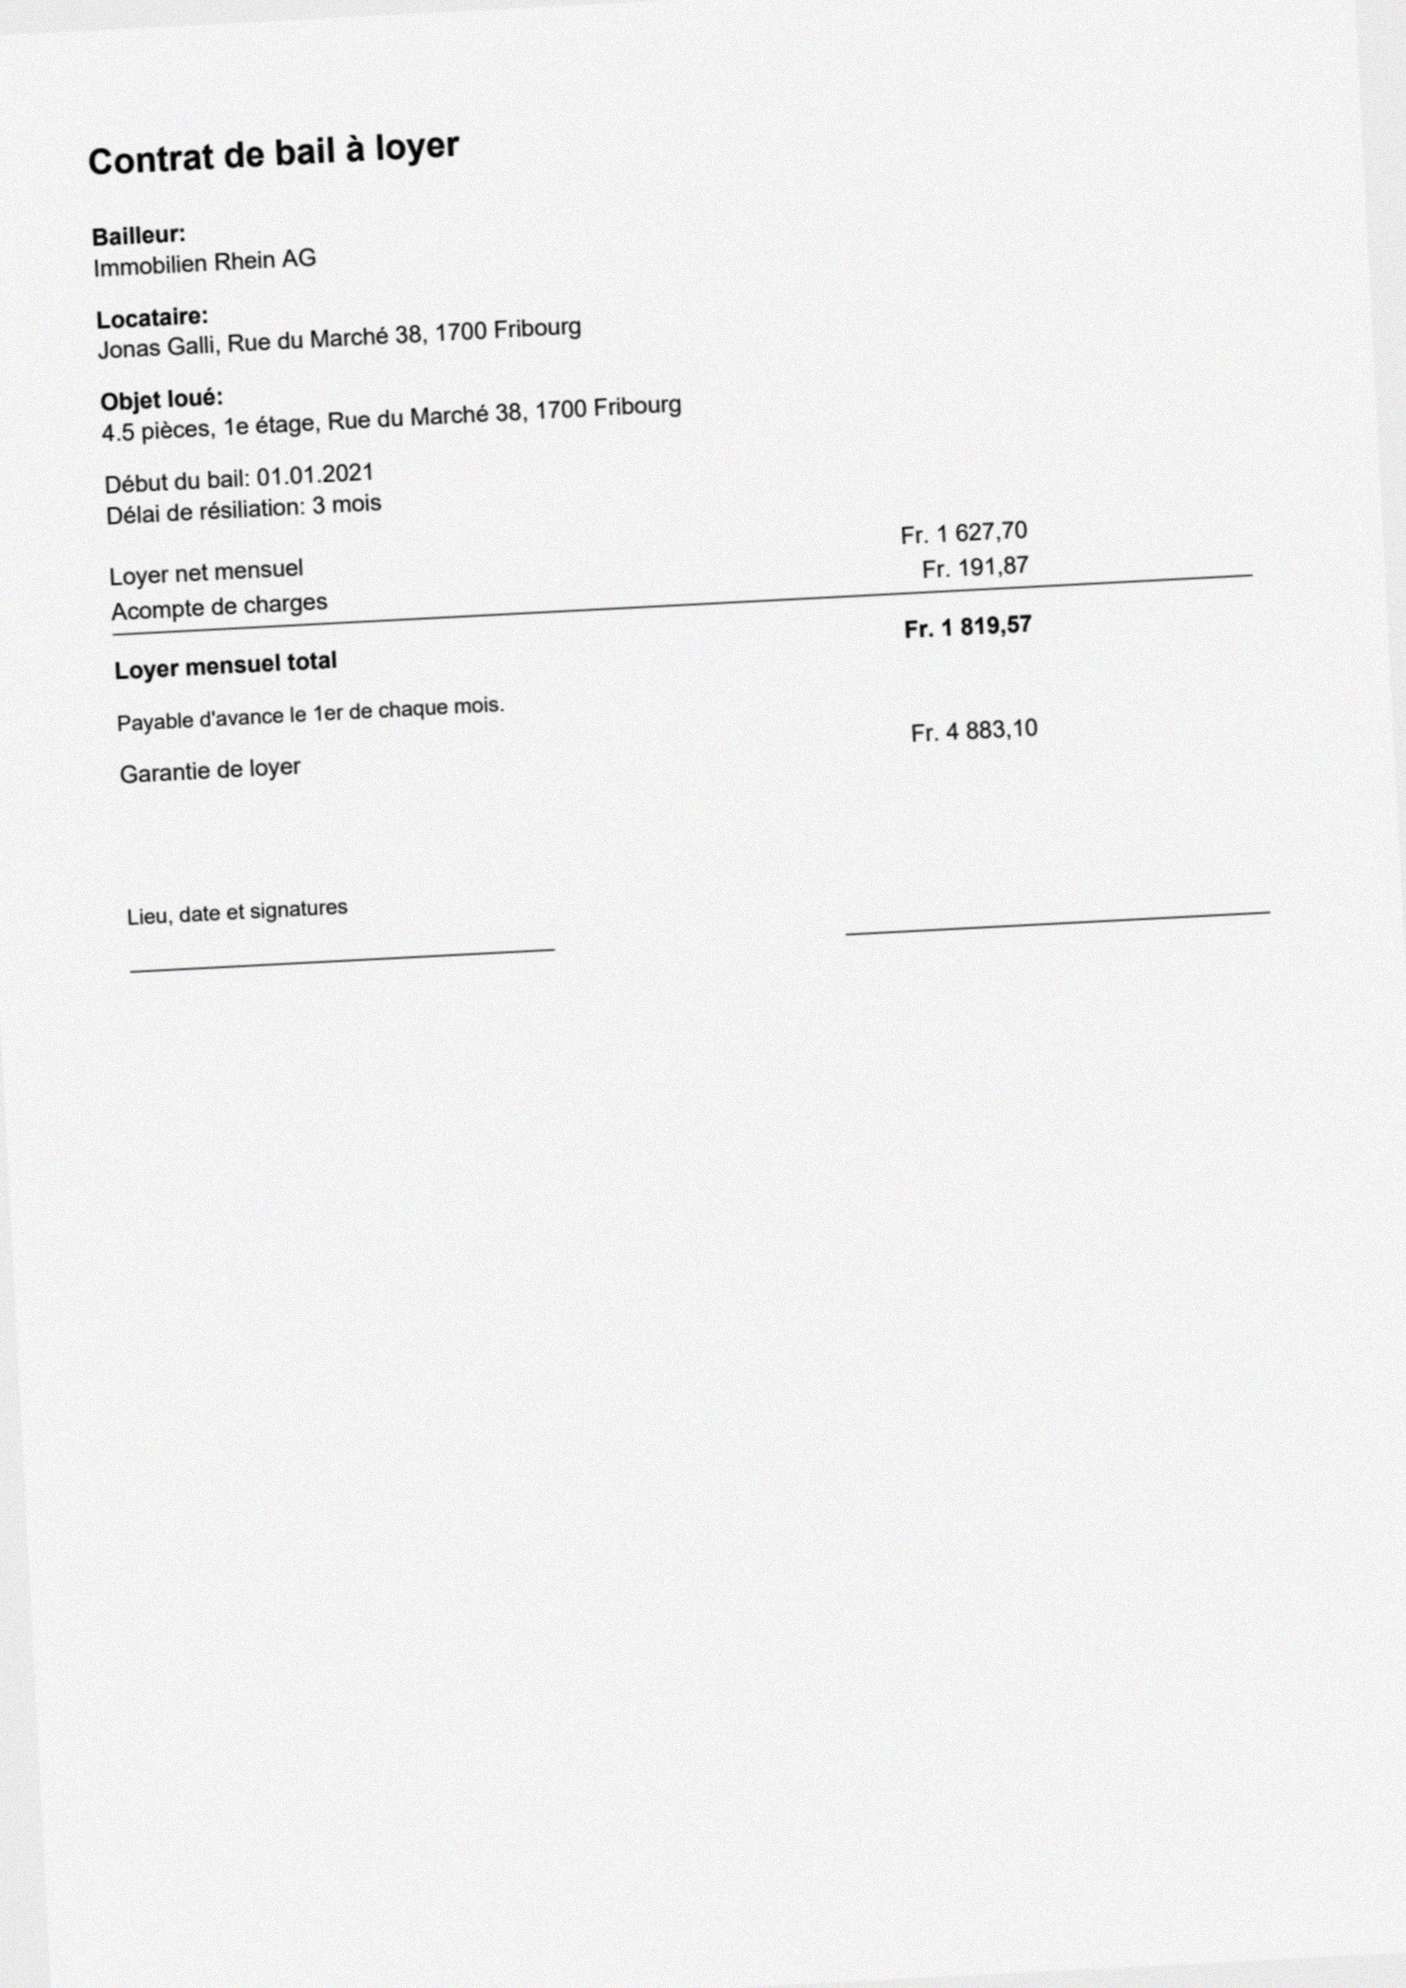 Contrat de bail à loyer
Bailleur:
Immobilien Rhein AG
Locataire:
Jonas Galli, Rue du Marché 38, 1700 Fribourg
Objet loué:
4.5 pièces, 1e étage, Rue du Marché 38, 1700 Fribourg
Début du bail: 01.01.2021
Délai de résiliation: 3 mois
Loyer net mensuel Fr. 1 627,70
Acompte de charges Fr. 191,87
Loyer mensuel total Fr. 1 819,57
Payable d'avance le 1er de chaque mois.
Garantie de loyer Fr. 4 883,10
Lieu, date et signatures